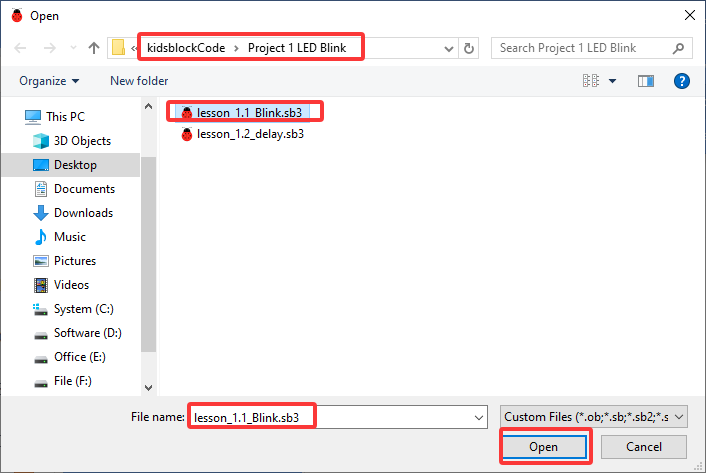 Open
« kidsblockCode > Project 1 LED Blink
Search Project 1 LED Blink
Organize
New folder
This PC
3D Objects
Desktop
Documents
Downloads
Music
Pictures
Videos
System (C:)
Software (D:)
Office (E:)
File (F:)
lesson_1.1_Blink.sb3
lesson_1.2_delay.sb3
File name: lesson_1.1_Blink.sb3
Custom Files (*.ob;*.sb;*.sb2;*.s
Open
Cancel